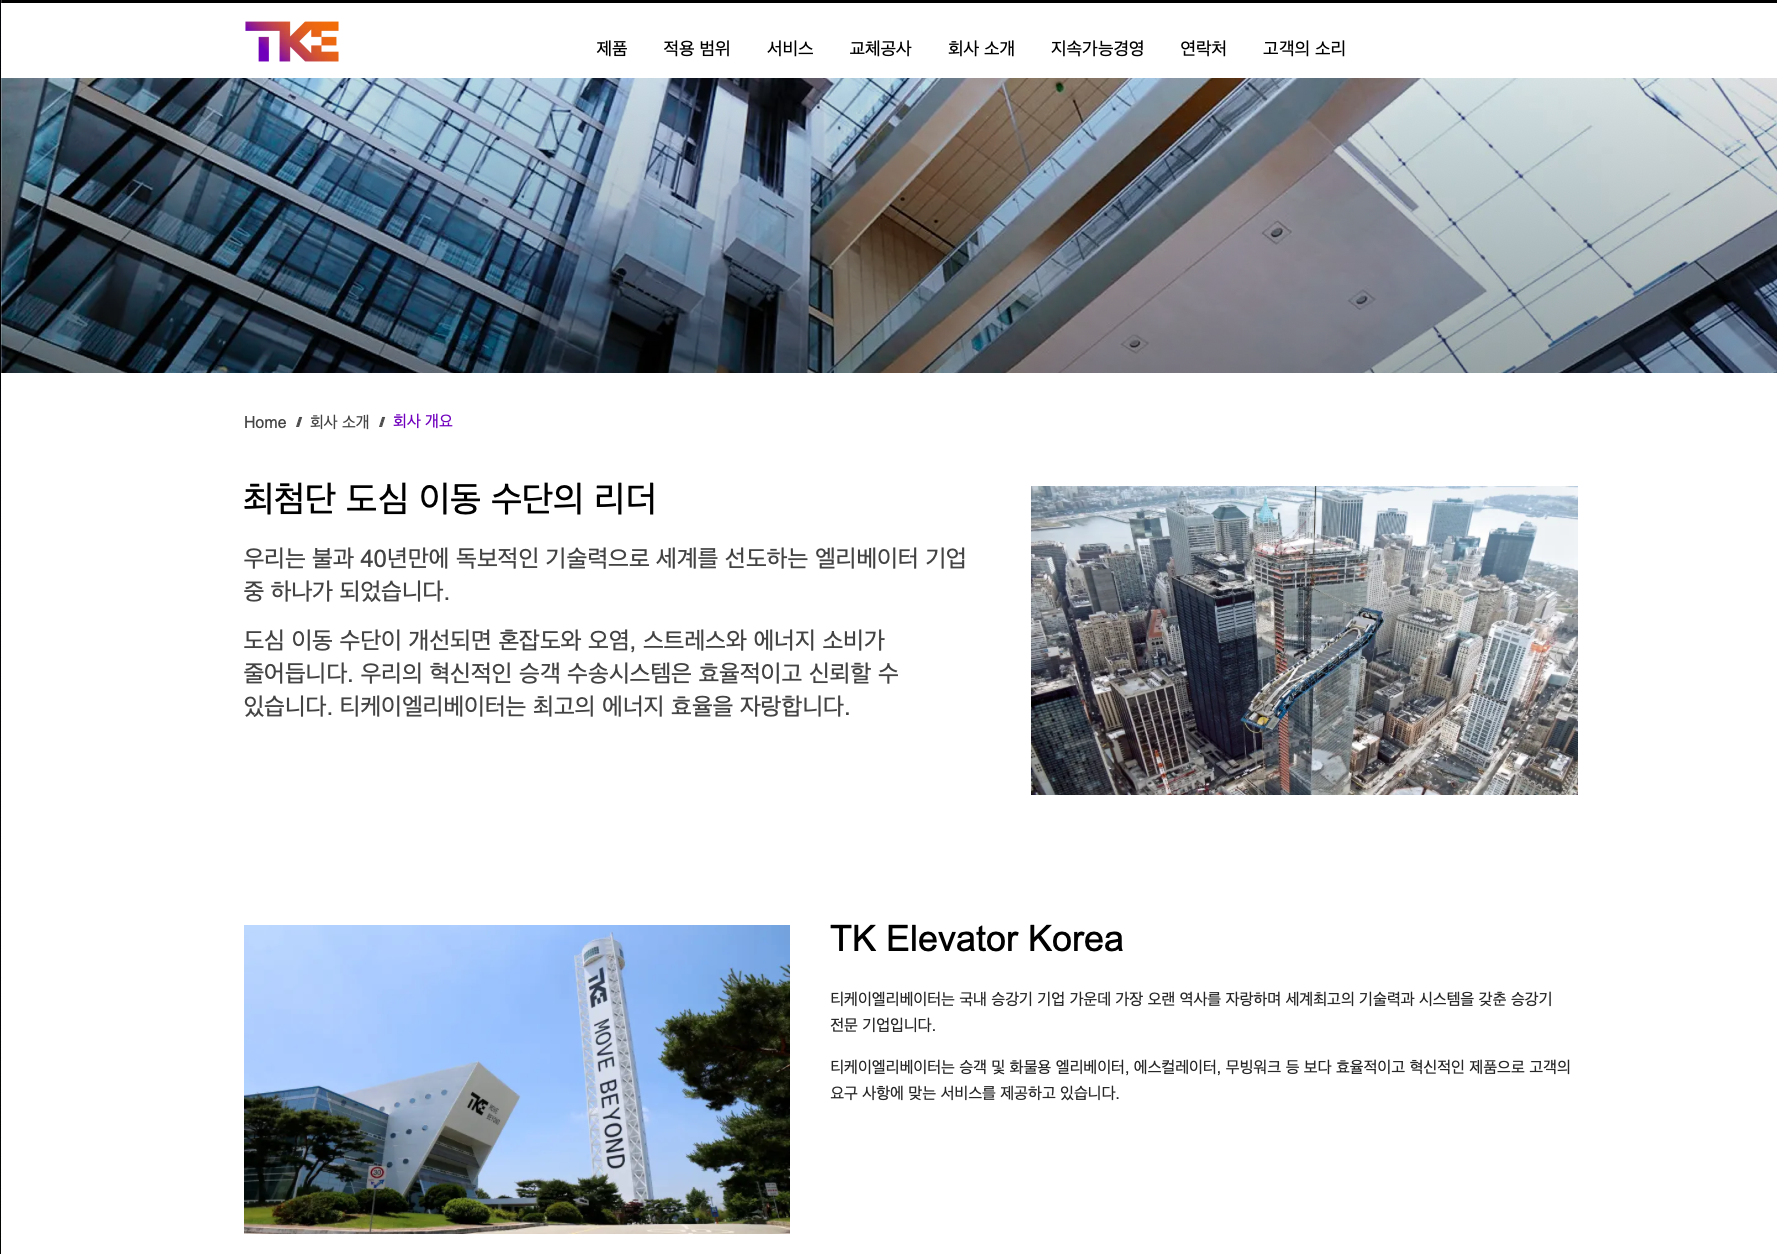 TKE
제품 적용 범위 서비스 교체공사 회사 소개 지속가능경영 연락처 고객의 소리
Home / 회사 소개 / 회사 개요
최첨단 도심 이동 수단의 리더
우리는 불과 40년만에 독보적인 기술력으로 세계를 선도하는 엘리베이터 기업
중 하나가 되었습니다.
도심 이동 수단이 개선되면 혼잡도와 오염, 스트레스와 에너지 소비가
줄어듭니다. 우리의 혁신적인 승객 수송시스템은 효율적이고 신뢰할 수
있습니다. 티케이엘리베이터는 최고의 에너지 효율을 자랑합니다.
TKE MOVE BEYOND
TKE MOVE
BEYOND
30
TK Elevator Korea
티케이엘리베이터는 국내 승강기 기업 가운데 가장 오랜 역사를 자랑하며 세계최고의 기술력과 시스템을 갖춘 승강기
전문 기업입니다.
티케이엘리베이터는 승객 및 화물용 엘리베이터, 에스컬레이터, 무빙워크 등 보다 효율적이고 혁신적인 제품으로 고객의
요구 사항에 맞는 서비스를 제공하고 있습니다.